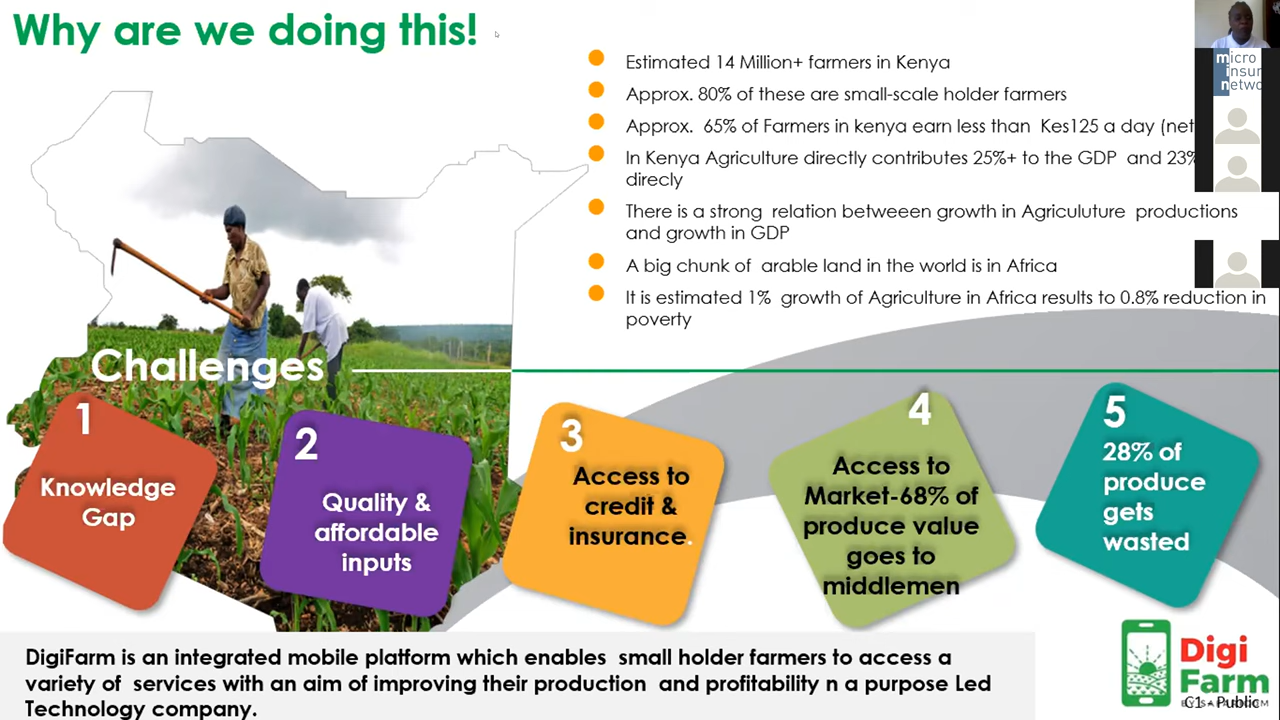 Why are we doing this!
Estimated 14 Million+ farmers in Kenya
Approx. 80% of these are small-scale holder farmers
Approx. 65% of Farmers in kenya earn less than Kes125 a day (net
In Kenya Agriculture directly contributes 25%+ to the GDP and 23%
direcly
There is a strong relation betweeen growth in Agriculuture productions
and growth in GDP
A big chunk of arable land in the world is in Africa
It is estimated 1% growth of Agriculture in Africa results to 0.8% reduction in
poverty
micro
insur
netwo
Challenges
1
Knowledge
Gap
2
Quality &
affordable
inputs
3
Access to
credit &
insurance.
4
Access to
Market-68% of
produce value
goes to
middlemen
5
28% of
produce
gets
wasted
DigiFarm is an integrated mobile platform which enables small holder farmers to access a
variety of services with an aim of improving their production and profitability n a purpose Led
Technology company.
Digi
Farm
C1 - Public